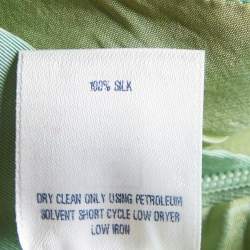 100% SILK
DRY CLEAN ONLY USING PETROLEUM
SOLVENT SHORT CYCLE LOW DRYER
LOW IRON